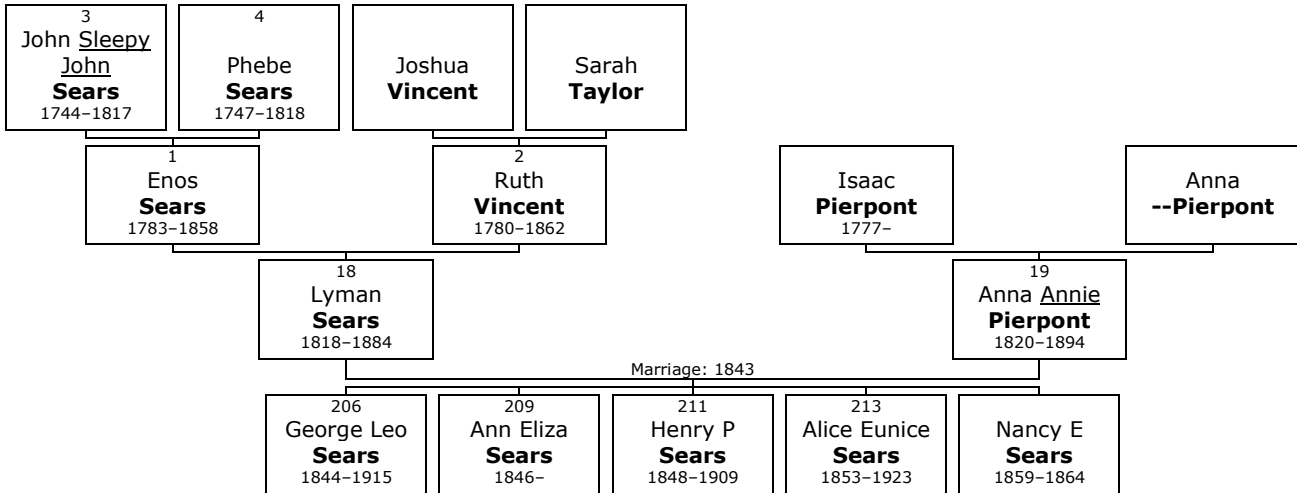 3
John Sleepy
John
Sears
1744–1817
4
Phebe
Sears
1747–1818
Joshua
Vincent
Sarah
Taylor
1
Enos
Sears
1783–1858
2
Ruth
Vincent
1780–1862
Isaac
Pierpont
1777–
Anna
--Pierpont
18
Lyman
Sears
1818–1884
19
Anna Annie
Pierpont
1820–1894
Marriage: 1843
206
George Leo
Sears
1844–1915
209
Ann Eliza
Sears
1846–
211
Henry P
Sears
1848–1909
213
Alice Eunice
Sears
1853–1923
Nancy E
Sears
1859–1864